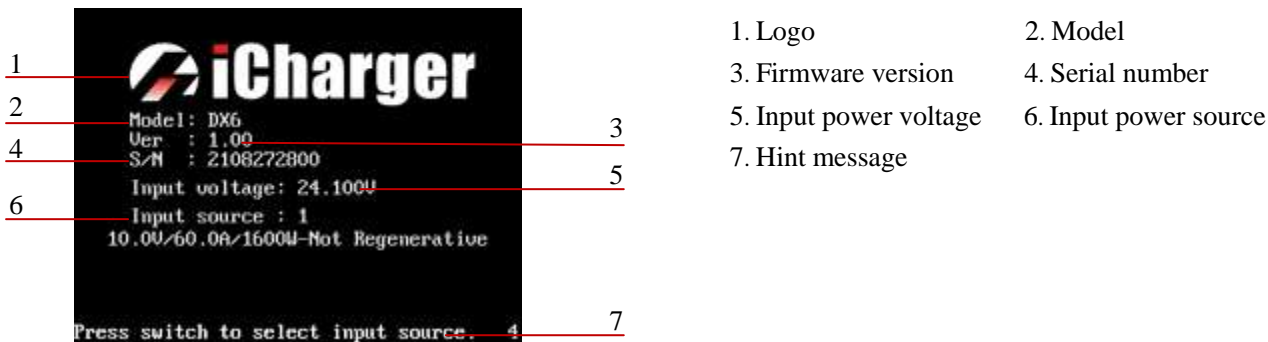 iCharger
Model: DX6
Ver : 1.00
S/N : 2108272800
Input voltage: 24.100V
Input source : 1
10.0V/60.0A/1600W-Not Regenerative
Press switch to select input source. 4
1
2
4
6
3
5
7
1. Logo 2. Model
3. Firmware version 4. Serial number
5. Input power voltage 6. Input power source
7. Hint message